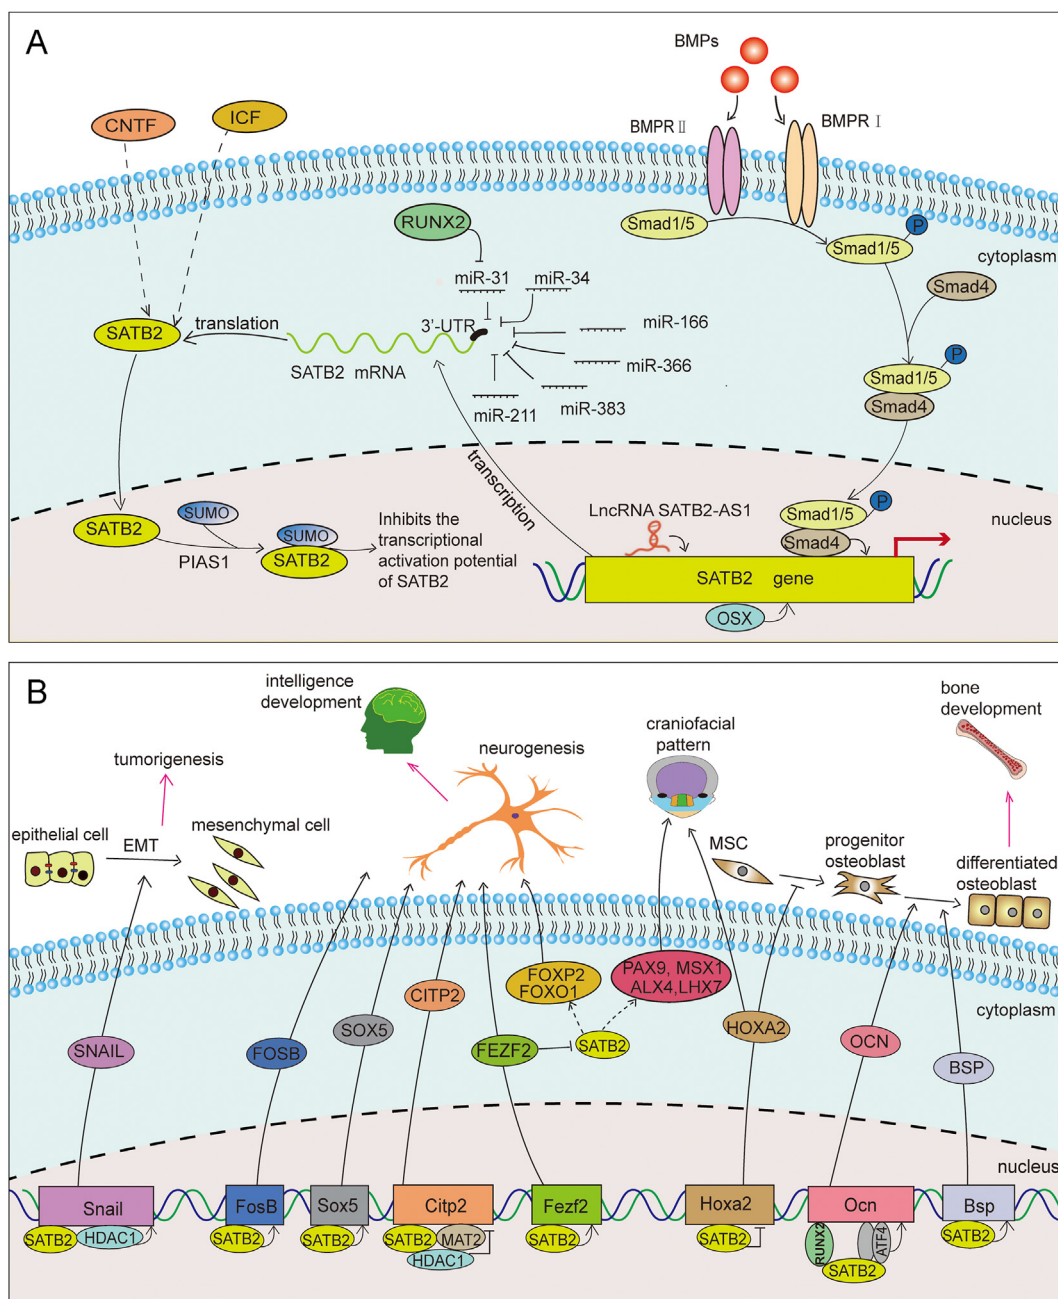 A
BMPs
CNTF
ICF
BMPR II
BMPR I
RUNX2
Smad1/5
P
Smad1/5
cytoplasm
miR-31
miR-34
Smad4
SATB2
translation
3'-UTR
miR-166
P
SATB2 mRNA
miR-366
Smad1/5
Smad4
miR-211
miR-383
transcription
LncRNA SATB2-AS1
P
nucleus
SUMO
SATB2
PIAS1
SUMO
SATB2
Inhibits the
transcriptional
activation potential
of SATB2
Smad1/5
Smad4
SATB2 gene
OSX
B
intelligence
development
bone
development
craniofacial
pattern
neurogenesis
tumorigenesis
epithelial cell
EMT
mesenchymal cell
MSC
progenitor
osteoblast
differentiated
osteoblast
FOXP2
FOXO1
PAX9, MSX1
ALX4,LHX7
CITP2
cytoplasm
SOX5
HOXA2
SNAIL
FOSB
FEZF2
SATB2
OCN
BSP
nucleus
Snail
FosB
Sox5
Citp2
Fezf2
Hoxa2
Ocn
Bsp
SATB2
HDAC1
SATB2
SATB2
SATB2
MAT2
HDAC1
SATB2
SATB2
RUNX2
ATF4
SATB2
SATB2